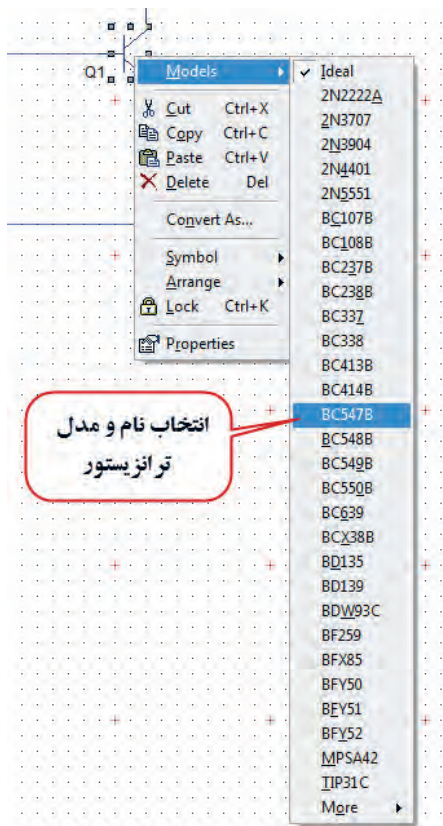 Q1
Models
Cut Ctrl+X
Copy Ctrl+C
Paste Ctrl+V
Delete Del
Convert As...
Symbol
Arrange
Lock Ctrl+K
Properties
Ideal
2N2222A
2N3707
2N3904
2N4401
2N5551
BC107B
BC108B
BC237B
BC238B
BC337
BC338
BC413B
BC414B
BC547B
BC548B
BC549B
BC550B
BC639
BCX38B
BD135
BD139
BDW93C
BF259
BFX85
BFY50
BFY51
BFY52
MPSA42
TIP31C
More
انتخاب نام و مدل
ترانزیستور